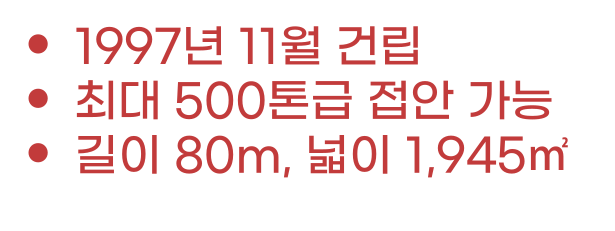 • 1997년 11월 건립
• 최대 500톤급 접안 가능
• 길이 80m, 넓이 1,945㎡